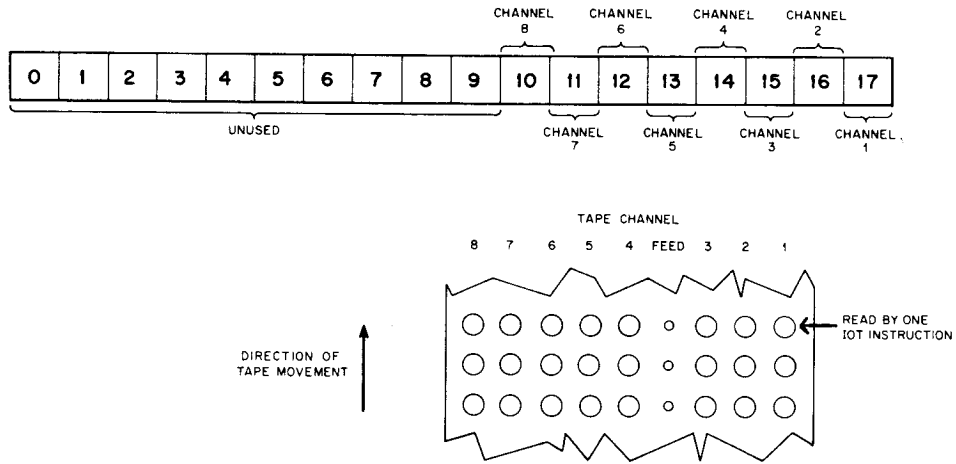 CHANNEL CHANNEL CHANNEL CHANNEL
8 6 4 2
0 1 2 3 4 5 6 7 8 9 10 11 12 13 14 15 16 17
UNUSED
CHANNEL CHANNEL CHANNEL CHANNEL
7 5 3 1
TAPE CHANNEL
8 7 6 5 4 FEED 3 2 1
READ BY ONE
IOT INSTRUCTION
DIRECTION OF
TAPE MOVEMENT